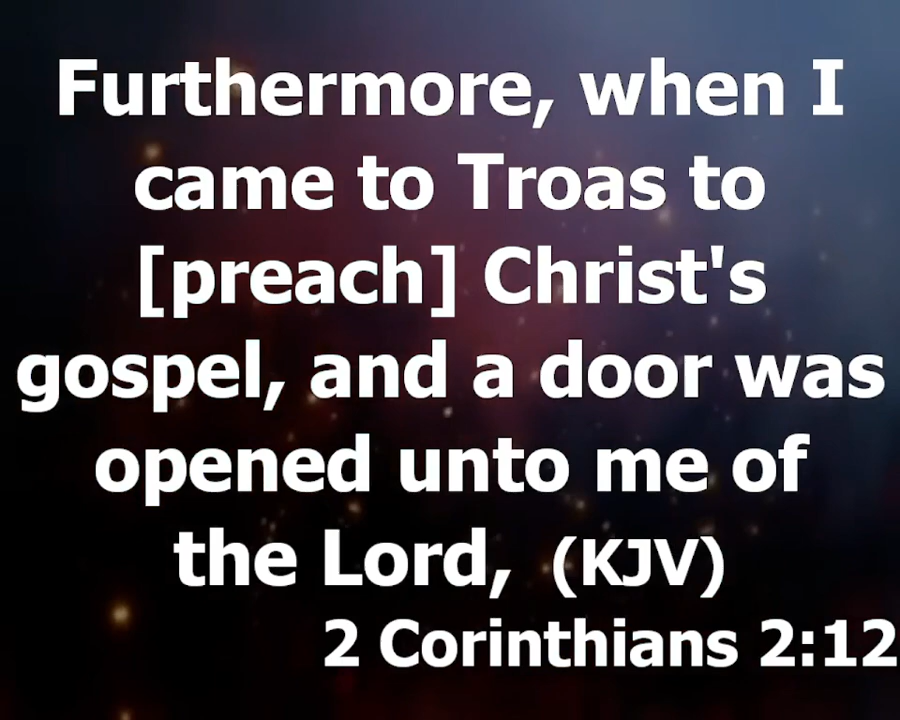 Furthermore, when I
came to Troas to
[preach] Christ's
gospel, and a door was
opened unto me of
the Lord, (KJV)
2 Corinthians 2:12